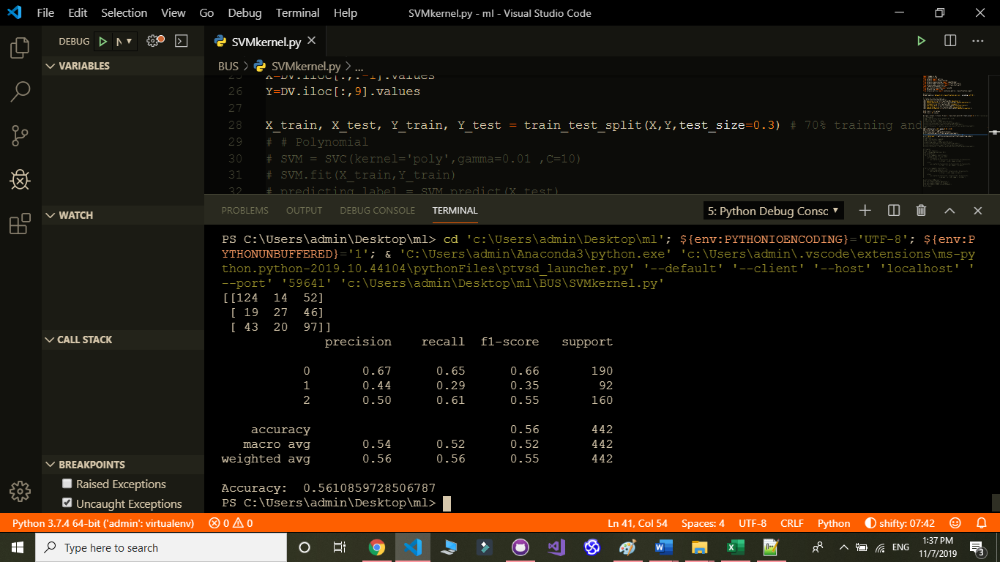 File Edit Selection View Go Debug Terminal Help SVMkernel.py - ml - Visual Studio Code
DEBUG N
SVMkernel.py
VARIABLES
WATCH
CALL STACK
BREAKPOINTS
Raised Exceptions
Uncaught Exceptions
BUS > SVMkernel.py > ...
25 X=DV.iloc[:,:-1].values
26 Y=DV.iloc[:,9].values
27
28 X_train, X_test, Y_train, Y_test = train_test_split(X,Y,test_size=0.3) # 70% training and
29 # # Polynomial
30 # SVM = SVC(kernel='poly',gamma=0.01 ,C=10)
31 # SVM.fit(X_train,Y_train)
32 # predicting_label = SVM.predict(X_test)
PROBLEMS OUTPUT DEBUG CONSOLE TERMINAL 5: Python Debug Consc
PS C:\Users\admin\Desktop\ml> cd 'c:\Users\admin\Desktop\ml'; ${env:PYTHONIOENCODING}='UTF-8'; ${env:P
YTHONUNBUFFERED}='1'; & 'C:\Users\admin\Anaconda3\python.exe' 'c:\Users\admin\.vscode\extensions\ms-py
thon.python-2019.10.44104\pythonFiles\ptvsd_launcher.py' '--default' '--client' '--host' 'localhost' '
--port' '59641' 'c:\Users\admin\Desktop\ml\BUS\SVMkernel.py'
[[124 14 52]
[ 19 27 46]
[ 43 20 97]]
precision recall f1-score support
0 0.67 0.65 0.66 190
1 0.44 0.29 0.35 92
2 0.50 0.61 0.55 160
accuracy 0.56 442
macro avg 0.54 0.52 0.52 442
weighted avg 0.56 0.56 0.55 442
Accuracy: 0.5610859728506787
PS C:\Users\admin\Desktop\ml>
Python 3.7.4 64-bit ('admin': virtualenv) 0 0 Ln 41, Col 54 Spaces: 4 UTF-8 CRLF Python shifty: 07:42
Type here to search ENG 1:37 PM
11/7/2019 3